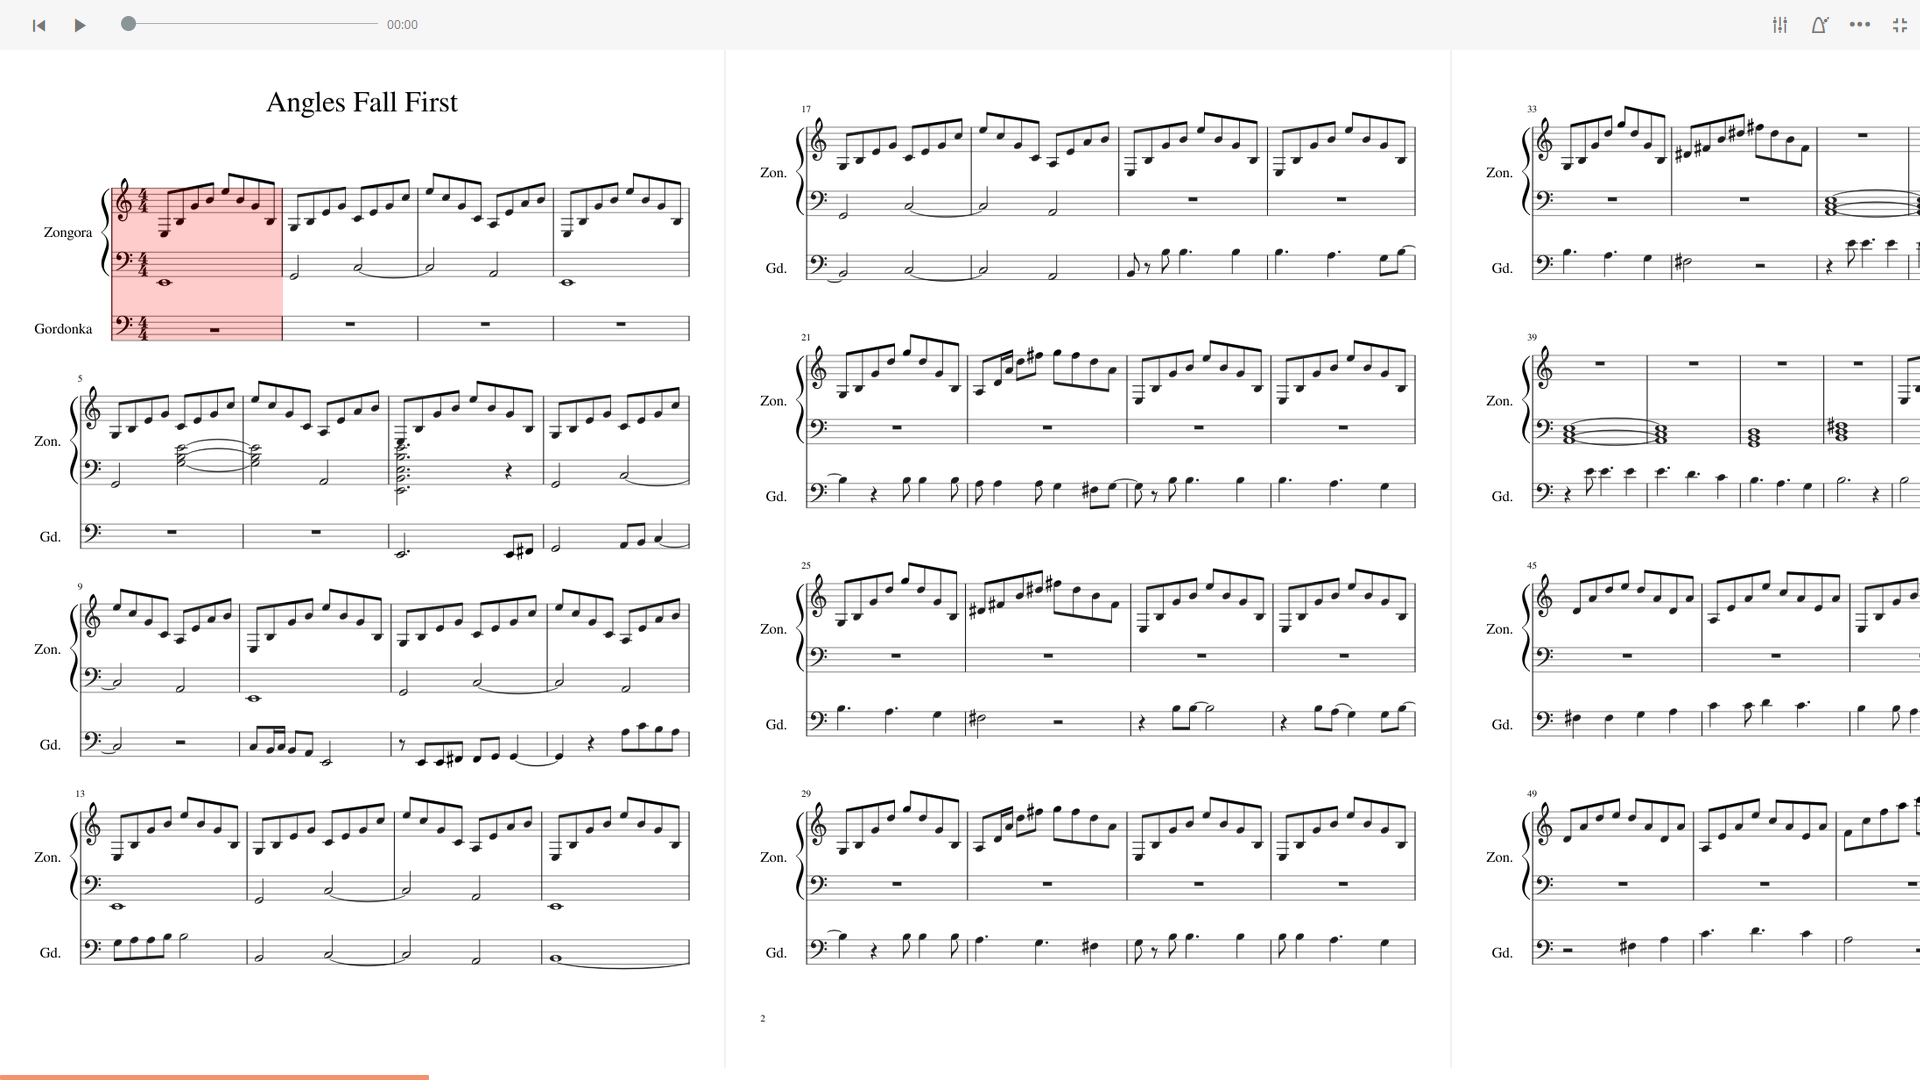 00:00
Angles Fall First
Zongora
Gordonka
5
Zon.
Gd.
9
Zon.
Gd.
13
Zon.
Gd.
17
Zon.
Gd.
21
Zon.
Gd.
25
Zon.
Gd.
29
Zon.
Gd.
2
33
Zon.
Gd.
39
Zon.
Gd.
45
Zon.
Gd.
49
Zon.
Gd.